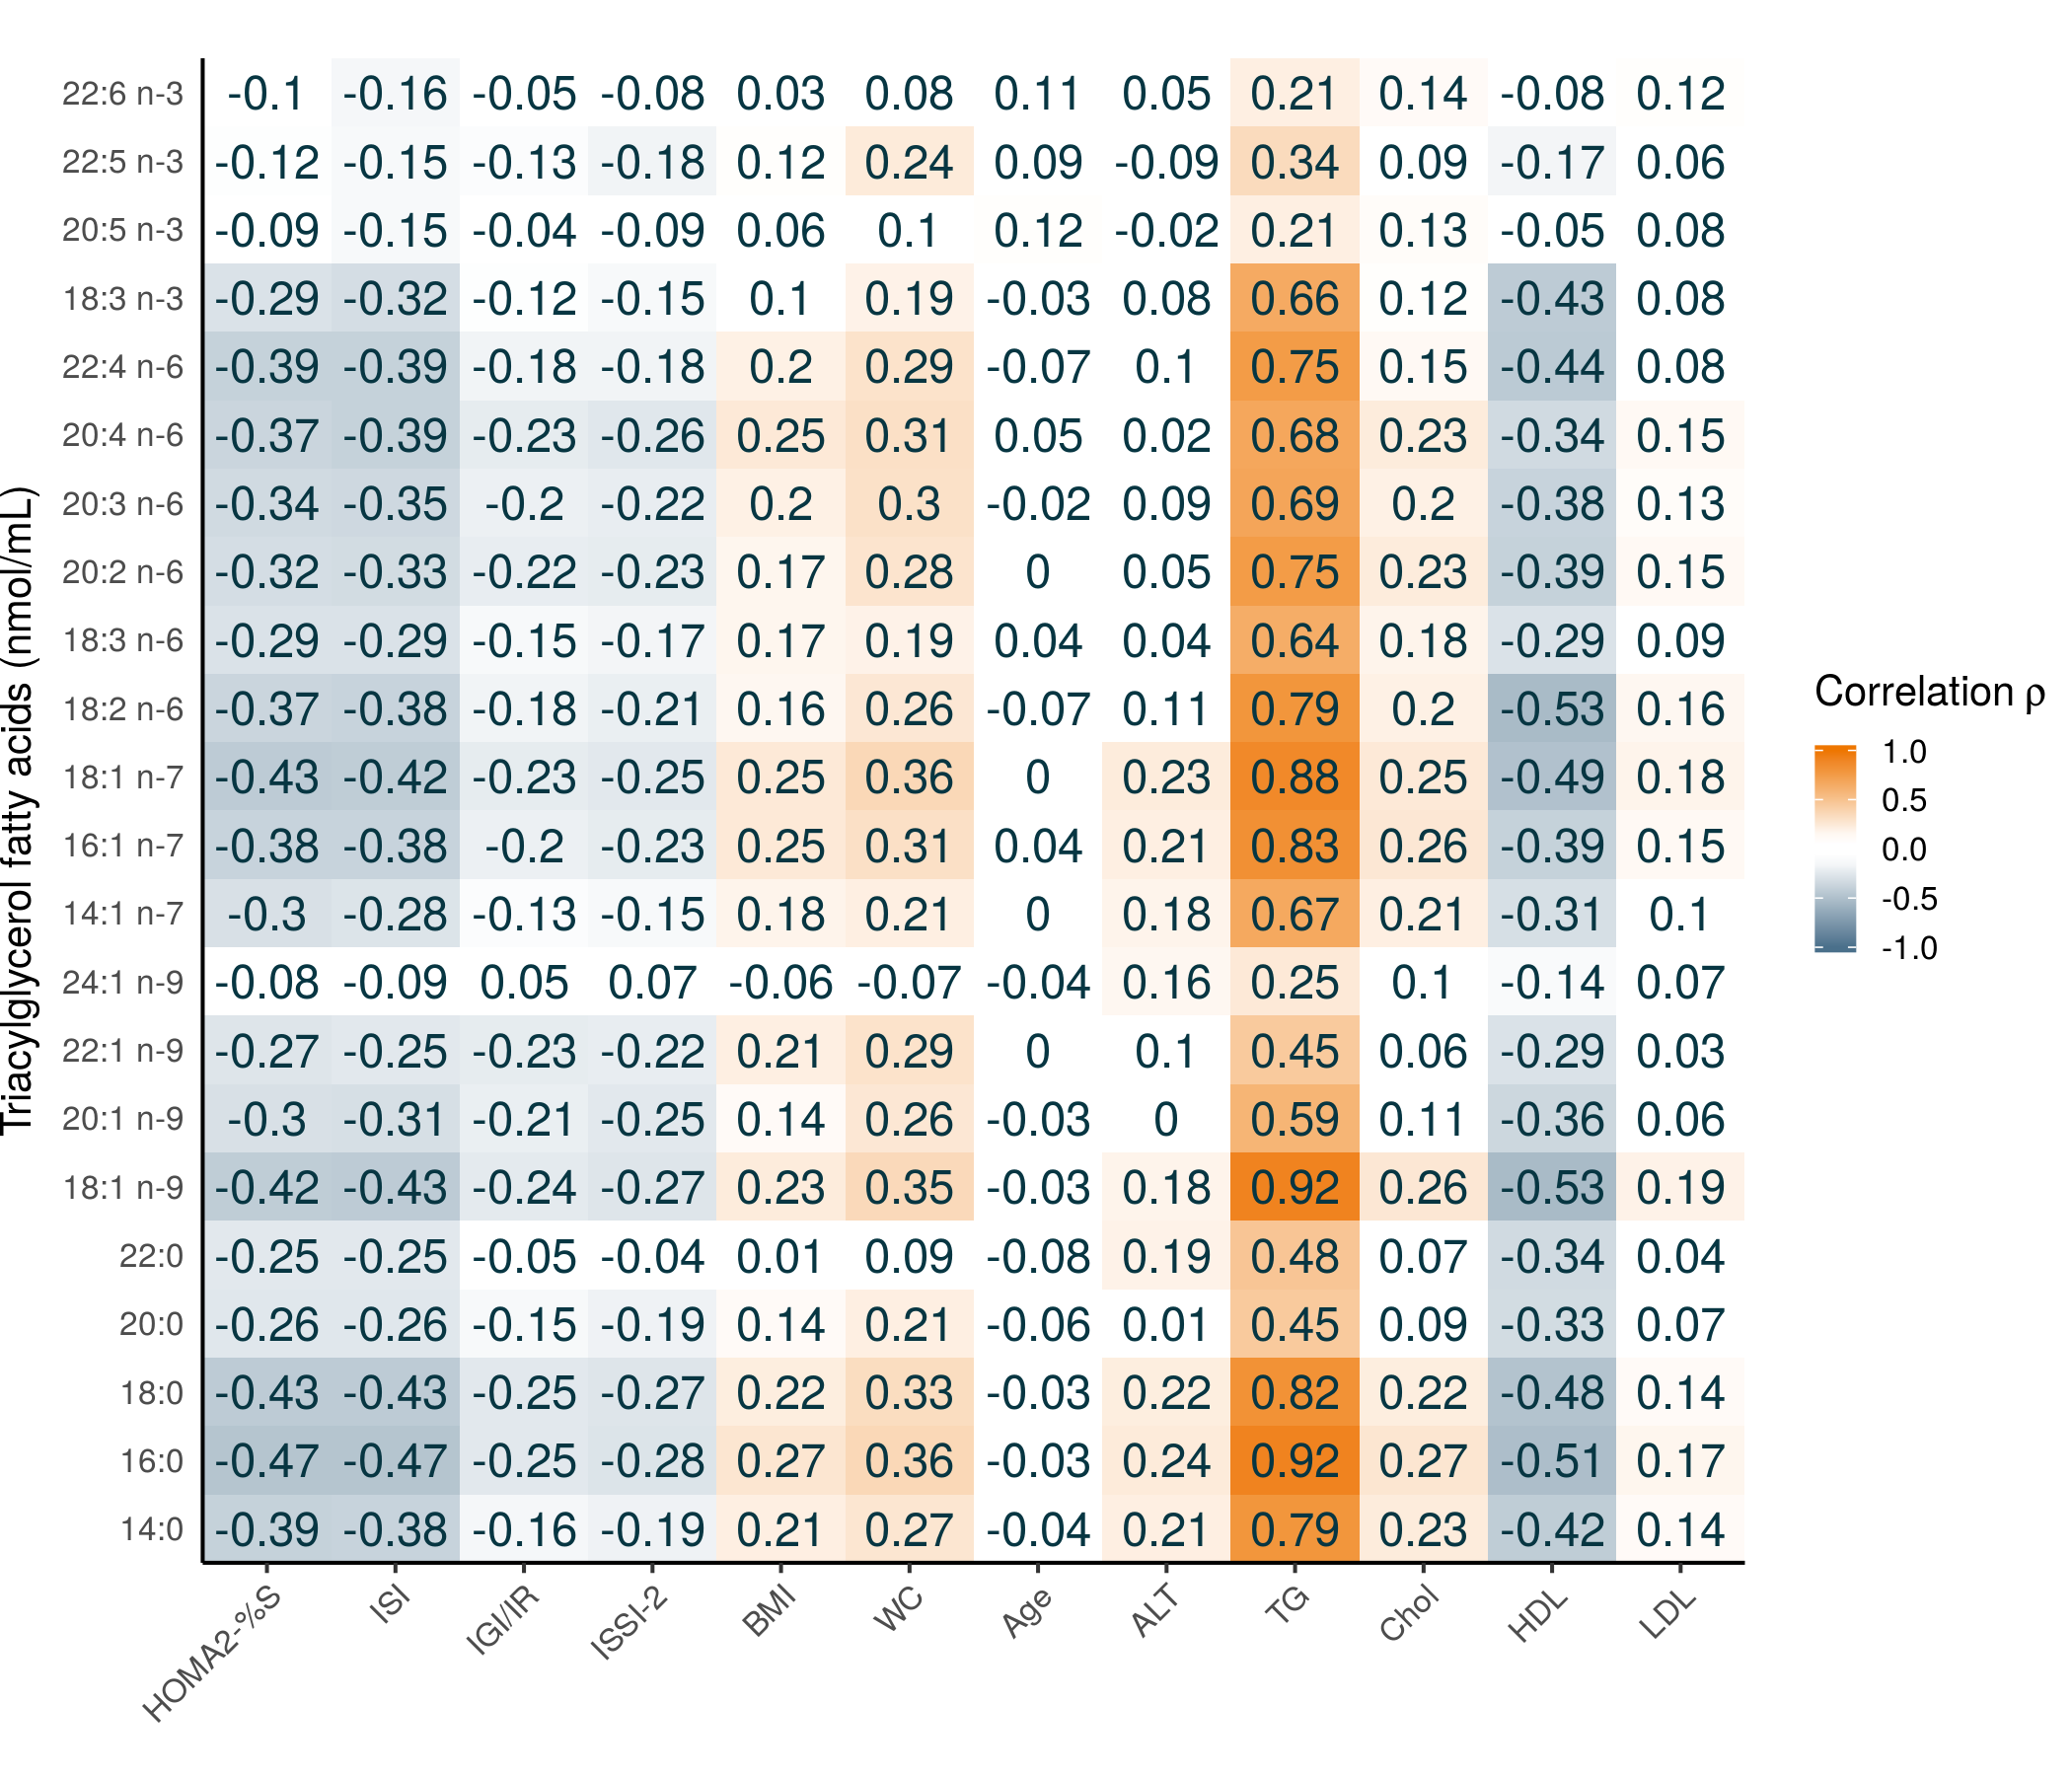 22:6 n-3 -0.1 -0.16 -0.05 -0.08 0.03 0.08 0.11 0.05 0.21 0.14 -0.08 0.12
22:5 n-3 -0.12 -0.15 -0.13 -0.18 0.12 0.24 0.09 -0.09 0.34 0.09 -0.17 0.06
20:5 n-3 -0.09 -0.15 -0.04 -0.09 0.06 0.1 0.12 -0.02 0.21 0.13 -0.05 0.08
18:3 n-3 -0.29 -0.32 -0.12 -0.15 0.1 0.19 -0.03 0.08 0.66 0.12 -0.43 0.08
22:4 n-6 -0.39 -0.39 -0.18 -0.18 0.2 0.29 -0.07 0.1 0.75 0.15 -0.44 0.08
20:4 n-6 -0.37 -0.39 -0.23 -0.26 0.25 0.31 0.05 0.02 0.68 0.23 -0.34 0.15
20:3 n-6 -0.34 -0.35 -0.2 -0.22 0.2 0.3 -0.02 0.09 0.69 0.2 -0.38 0.13
20:2 n-6 -0.32 -0.33 -0.22 -0.23 0.17 0.28 0 0.05 0.75 0.23 -0.39 0.15
18:3 n-6 -0.29 -0.29 -0.15 -0.17 0.17 0.19 0.04 0.04 0.64 0.18 -0.29 0.09
18:2 n-6 -0.37 -0.38 -0.18 -0.21 0.16 0.26 -0.07 0.11 0.79 0.2 -0.53 0.16
18:1 n-7 -0.43 -0.42 -0.23 -0.25 0.25 0.36 0 0.23 0.88 0.25 -0.49 0.18
16:1 n-7 -0.38 -0.38 -0.2 -0.23 0.25 0.31 0.04 0.21 0.83 0.26 -0.39 0.15
14:1 n-7 -0.3 -0.28 -0.13 -0.15 0.18 0.21 0 0.18 0.67 0.21 -0.31 0.1
24:1 n-9 -0.08 -0.09 0.05 0.07 -0.06 -0.07 -0.04 0.16 0.25 0.1 -0.14 0.07
22:1 n-9 -0.27 -0.25 -0.23 -0.22 0.21 0.29 0 0.1 0.45 0.06 -0.29 0.03
20:1 n-9 -0.3 -0.31 -0.21 -0.25 0.14 0.26 -0.03 0 0.59 0.11 -0.36 0.06
18:1 n-9 -0.42 -0.43 -0.24 -0.27 0.23 0.35 -0.03 0.18 0.92 0.26 -0.53 0.19
22:0 -0.25 -0.25 -0.05 -0.04 0.01 0.09 -0.08 0.19 0.48 0.07 -0.34 0.04
20:0 -0.26 -0.26 -0.15 -0.19 0.14 0.21 -0.06 0.01 0.45 0.09 -0.33 0.07
18:0 -0.43 -0.43 -0.25 -0.27 0.22 0.33 -0.03 0.22 0.82 0.22 -0.48 0.14
16:0 -0.47 -0.47 -0.25 -0.28 0.27 0.36 -0.03 0.24 0.92 0.27 -0.51 0.17
14:0 -0.39 -0.38 -0.16 -0.19 0.21 0.27 -0.04 0.21 0.79 0.23 -0.42 0.14
HOMA2-%S ISI IGI/IR ISSI-2 BMI WC Age ALT TG Chol HDL LDL
Triacylglycerol fatty acids (nmol/mL)
Correlation ρ
1.0
0.5
0.0
-0.5
-1.0